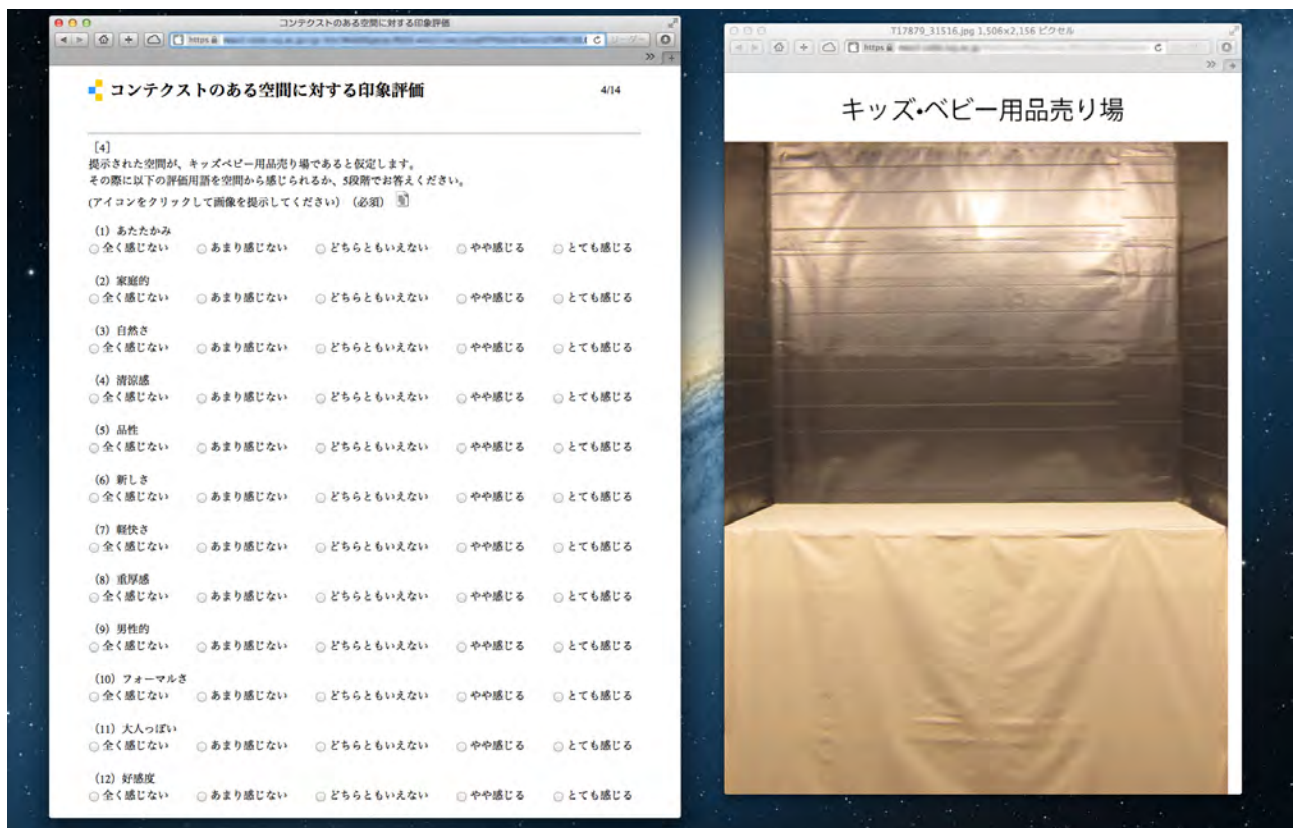 コンテクストのある空間に対する印象評価
https
リーダー
コンテクストのある空間に対する印象評価
4/14
［4］
提示された空間が、キッズベビー用品売り場であると仮定します。
その際に以下の評価用語を空間から感じられるか、5段階でお答えください。
(アイコンをクリックして画像を提示してください) （必須）
（1）あたたかみ
全く感じない あまり感じない どちらともいえない やや感じる とても感じる
（2）家庭的
全く感じない あまり感じない どちらともいえない やや感じる とても感じる
（3）自然さ
全く感じない あまり感じない どちらともいえない やや感じる とても感じる
（4）清涼感
全く感じない あまり感じない どちらともいえない やや感じる とても感じる
（5）品性
全く感じない あまり感じない どちらともいえない やや感じる とても感じる
（6）新しさ
全く感じない あまり感じない どちらともいえない やや感じる とても感じる
（7）軽快さ
全く感じない あまり感じない どちらともいえない やや感じる とても感じる
（8）重厚感
全く感じない あまり感じない どちらともいえない やや感じる とても感じる
（9）男性的
全く感じない あまり感じない どちらともいえない やや感じる とても感じる
（10）フォーマルさ
全く感じない あまり感じない どちらともいえない やや感じる とても感じる
（11）大人っぽい
全く感じない あまり感じない どちらともいえない やや感じる とても感じる
（12）好感度
全く感じない あまり感じない どちらともいえない やや感じる とても感じる
T17879_31516.jpg 1,506×2,156 ピクセル
https
キッズ・ベビー用品売り場